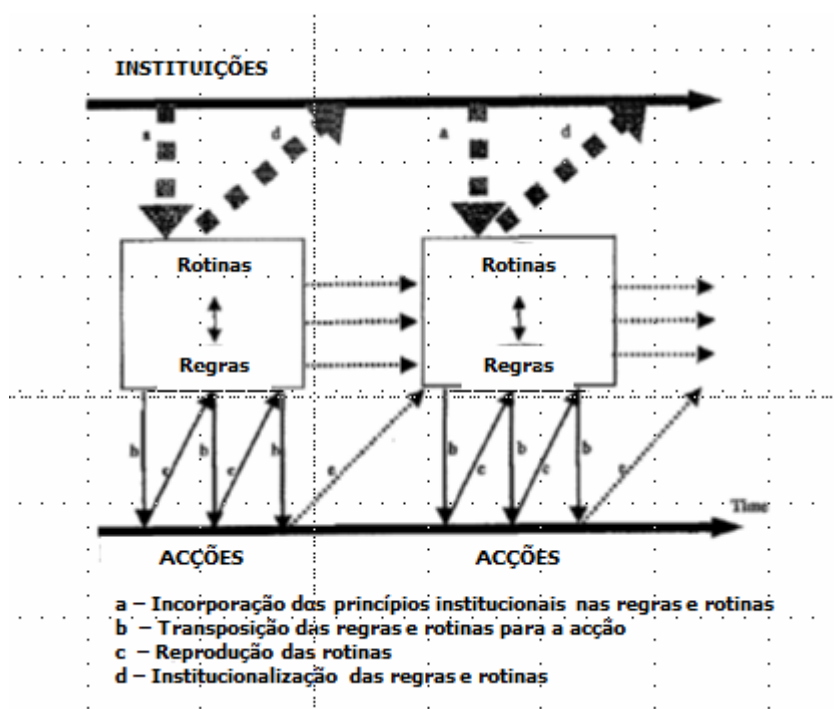 INSTITUIÇÕES
a d a d
Rotinas Rotinas
Regras Regras
b c b c b e b c b c b e
Time
ACÇÕES ACÇÕES
a – Incorporação dos princípios institucionais nas regras e rotinas
b – Transposição das regras e rotinas para a acção
c – Reprodução das rotinas
d – Institucionalização das regras e rotinas